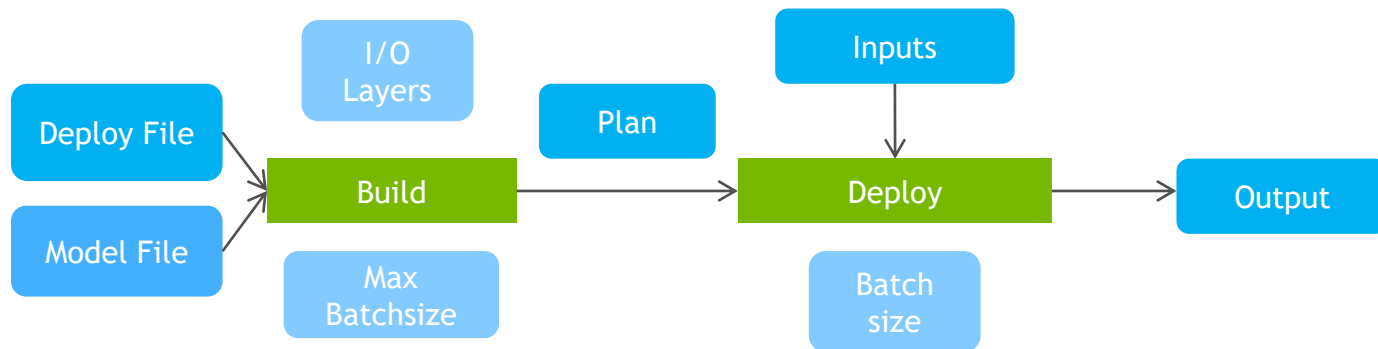 I/O
Layers
Inputs
Deploy File
Plan
Build
Deploy
Output
Model File
Max
Batchsize
Batch
size